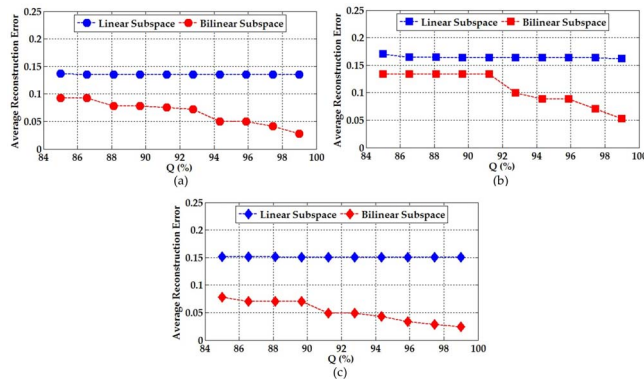 Linear Subspace Bilinear Subspace
Average Reconstruction Error
0.25
0.2
0.15
0.1
0.05
0
84 86 88 90 92 94 96 98 100
Q (%)
(a)
Linear Subspace Bilinear Subspace
Average Reconstruction Error
0.25
0.2
0.15
0.1
0.05
0
84 86 88 90 92 94 96 98 100
Q (%)
(b)
Linear Subspace Bilinear Subspace
Average Reconstruction Error
0.25
0.2
0.15
0.1
0.05
0
84 86 88 90 92 94 96 98 100
Q (%)
(c)